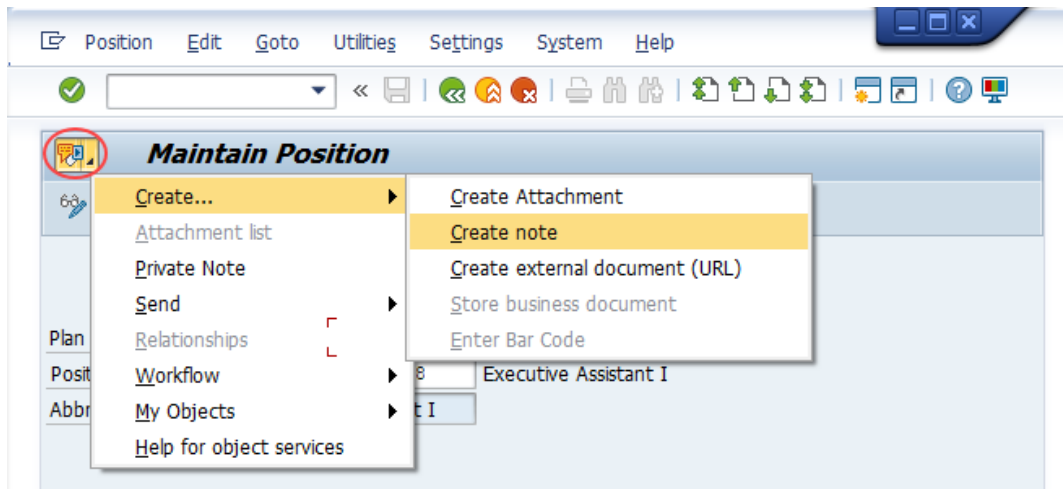 Position Edit Goto Utilities Settings System Help
Maintain Position
Create...
Attachment list
Private Note
Send
Relationships
Workflow
My Objects
Help for object services
Create Attachment
Create note
Create external document (URL)
Store business document
Enter Bar Code
Plan
Posit 8 Executive Assistant I
Abbr t I